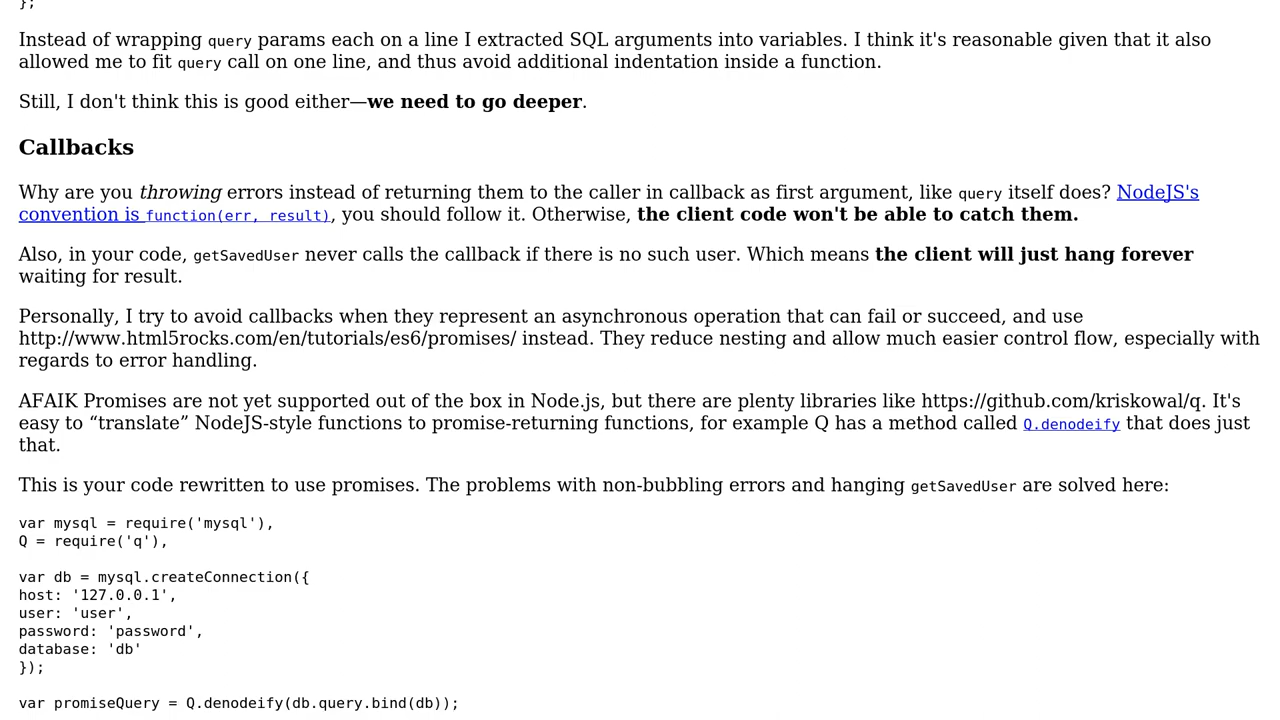 };
Instead of wrapping query params each on a line I extracted SQL arguments into variables. I think it's reasonable given that it also
allowed me to fit query call on one line, and thus avoid additional indentation inside a function.
Still, I don't think this is good either—we need to go deeper.
Callbacks
Why are you throwing errors instead of returning them to the caller in callback as first argument, like query itself does? NodeJS's
convention is function(err, result), you should follow it. Otherwise, the client code won't be able to catch them.
Also, in your code, getSavedUser never calls the callback if there is no such user. Which means the client will just hang forever
waiting for result.
Personally, I try to avoid callbacks when they represent an asynchronous operation that can fail or succeed, and use
http://www.html5rocks.com/en/tutorials/es6/promises/ instead. They reduce nesting and allow much easier control flow, especially with
regards to error handling.
AFAIK Promises are not yet supported out of the box in Node.js, but there are plenty libraries like https://github.com/kriskowal/q. It's
easy to “translate” NodeJS-style functions to promise-returning functions, for example Q has a method called Q.denodeify that does just
that.
This is your code rewritten to use promises. The problems with non-bubbling errors and hanging getSavedUser are solved here:
var mysql = require('mysql'),
Q = require('q'),
var db = mysql.createConnection({
host: '127.0.0.1',
user: 'user',
password: 'password',
database: 'db'
});
var promiseQuery = Q.denodeify(db.query.bind(db));